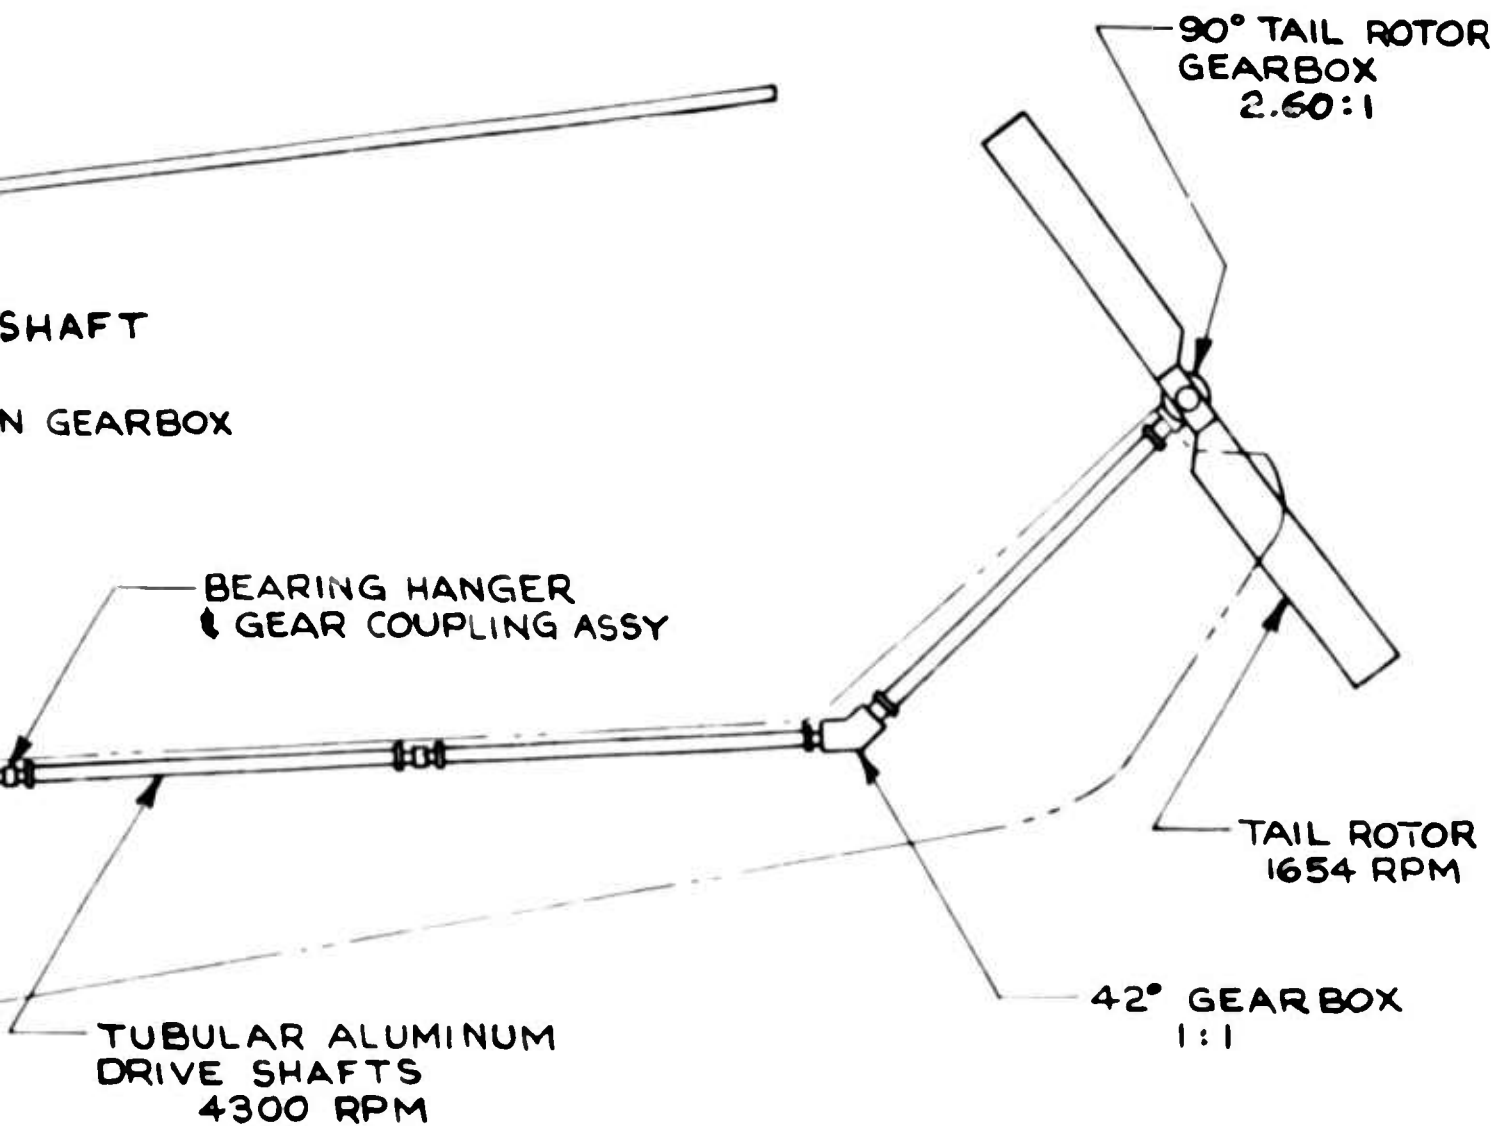 90° TAIL ROTOR
GEARBOX
2.60:1
SHAFT
N GEARBOX
BEARING HANGER
& GEAR COUPLING ASSY
TAIL ROTOR
1654 RPM
42° GEARBOX
1:1
TUBULAR ALUMINUM
DRIVE SHAFTS
4300 RPM